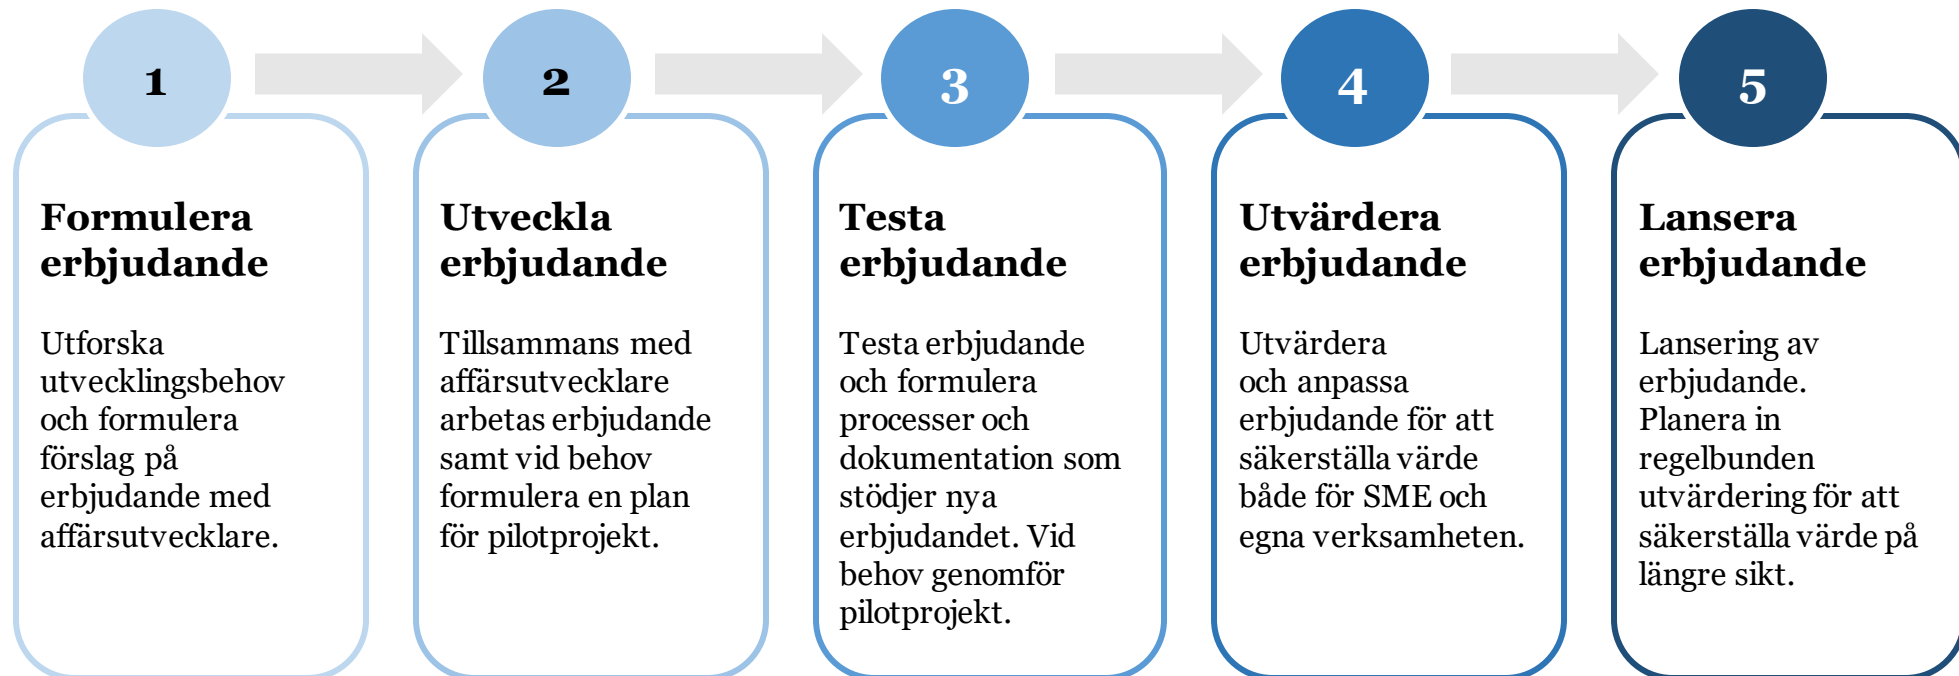 1
Formulera
erbjudande
Utforska
utvecklingsbehov
och formulera
förslag på
erbjudande med
affärsutvecklare.
2
Utveckla
erbjudande
Tillsammans med
affärsutvecklare
arbetas erbjudande
samt vid behov
formulera en plan
för pilotprojekt.
3
Testa
erbjudande
Testa erbjudande
och formulera
processer och
dokumentation som
stödjer nya
erbjudandet. Vid
behov genomför
pilotprojekt.
4
Utvärdera
erbjudande
Utvärdera
och anpassa
erbjudande för att
säkerställa värde
både för SME och
egna verksamheten.
5
Lansera
erbjudande
Lansering av
erbjudande.
Planera in
regelbunden
utvärdering för att
säkerställa värde på
längre sikt.